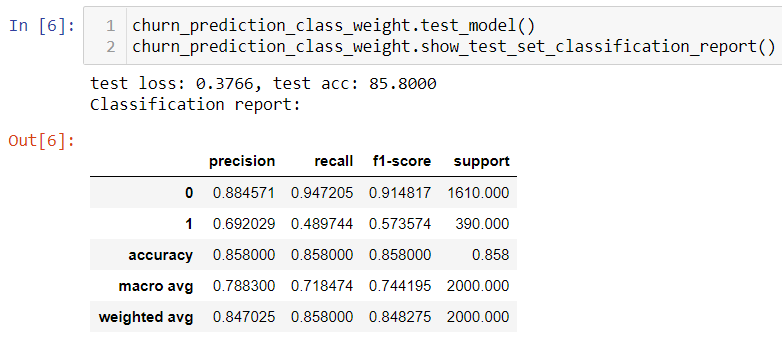 In [6]: 1 churn_prediction_class_weight.test_model()
2 churn_prediction_class_weight.show_test_set_classification_report()
test loss: 0.3766, test acc: 85.8000
Classification report:
Out[6]:
precision recall f1-score support
0 0.884571 0.947205 0.914817 1610.000
1 0.692029 0.489744 0.573574 390.000
accuracy 0.858000 0.858000 0.858000 0.858
macro avg 0.788300 0.718474 0.744195 2000.000
weighted avg 0.847025 0.858000 0.848275 2000.000